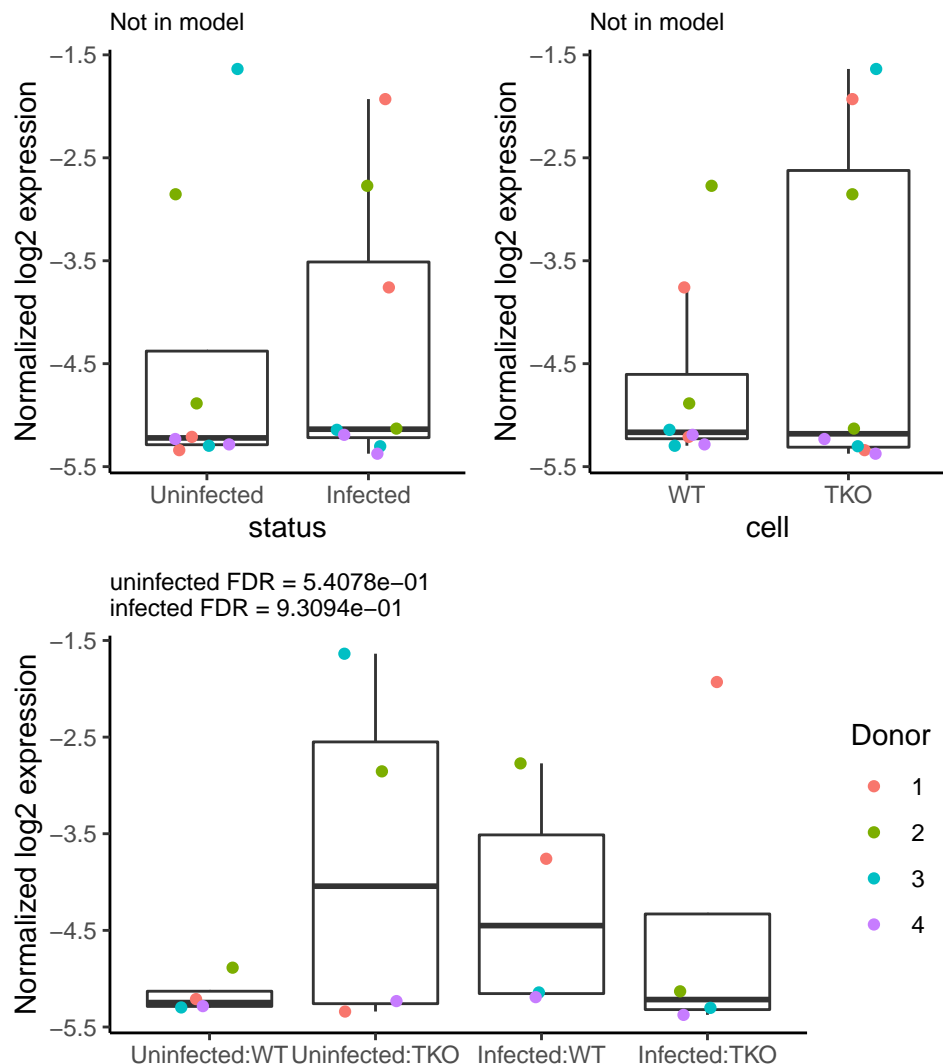 Not in model
Normalized log2 expression
−1.5
−2.5
−3.5
−4.5
−5.5
Uninfected Infected
status
Not in model
Normalized log2 expression
−1.5
−2.5
−3.5
−4.5
−5.5
WT TKO
cell
uninfected FDR = 5.4078e−01
infected FDR = 9.3094e−01
Normalized log2 expression
−1.5
−2.5
−3.5
−4.5
−5.5
Uninfected:WT Uninfected:TKO Infected:WT Infected:TKO
Donor
1
2
3
4